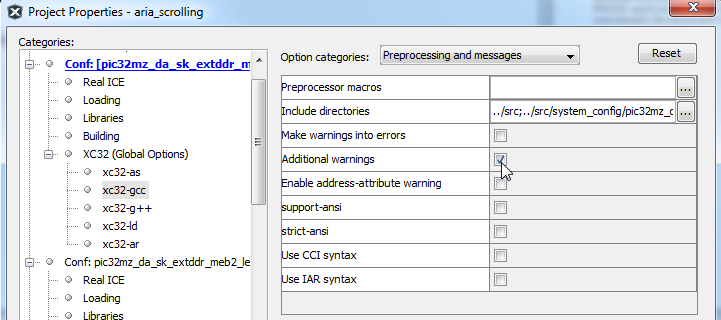 Project Properties - aria_scrolling
Categories:
Conf: [pic32mz_da_sk_extddr_me
Real ICE
Loading
Libraries
Building
XC32 (Global Options)
xc32-as
xc32-gcc
xc32-g++
xc32-ld
xc32-ar
Conf: pic32mz_da_sk_extddr_meb2_le
Real ICE
Loading
Libraries
Option categories: Preprocessing and messages
Reset
Preprocessor macros ...
Include directories ../src;../src/system_config/pic32mz_d ...
Make warnings into errors
Additional warnings
Enable address-attribute warning
support-ansi
strict-ansi
Use CCI syntax
Use IAR syntax